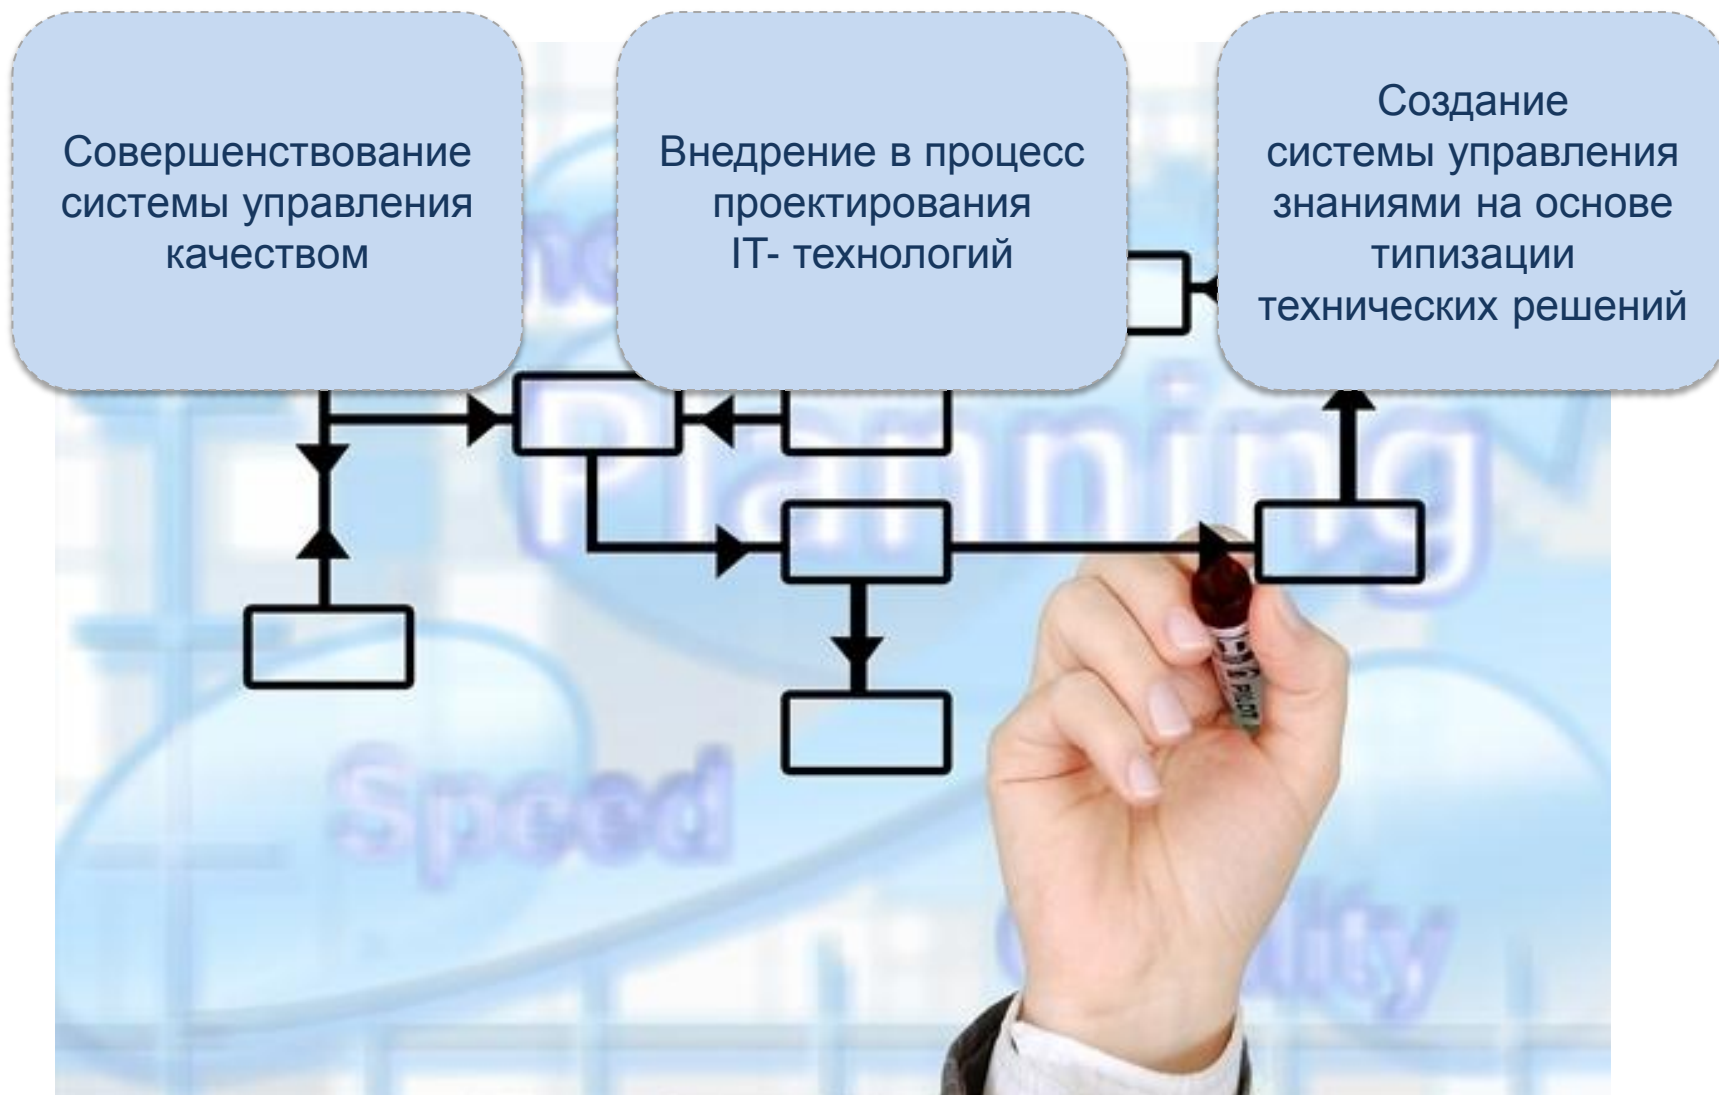 Совершенствование
системы управления
качеством
Внедрение в процесс
проектирования
IT- технологий
Создание
системы управления
знаниями на основе
типизации
технических решений
Planning
Speed
PILOT